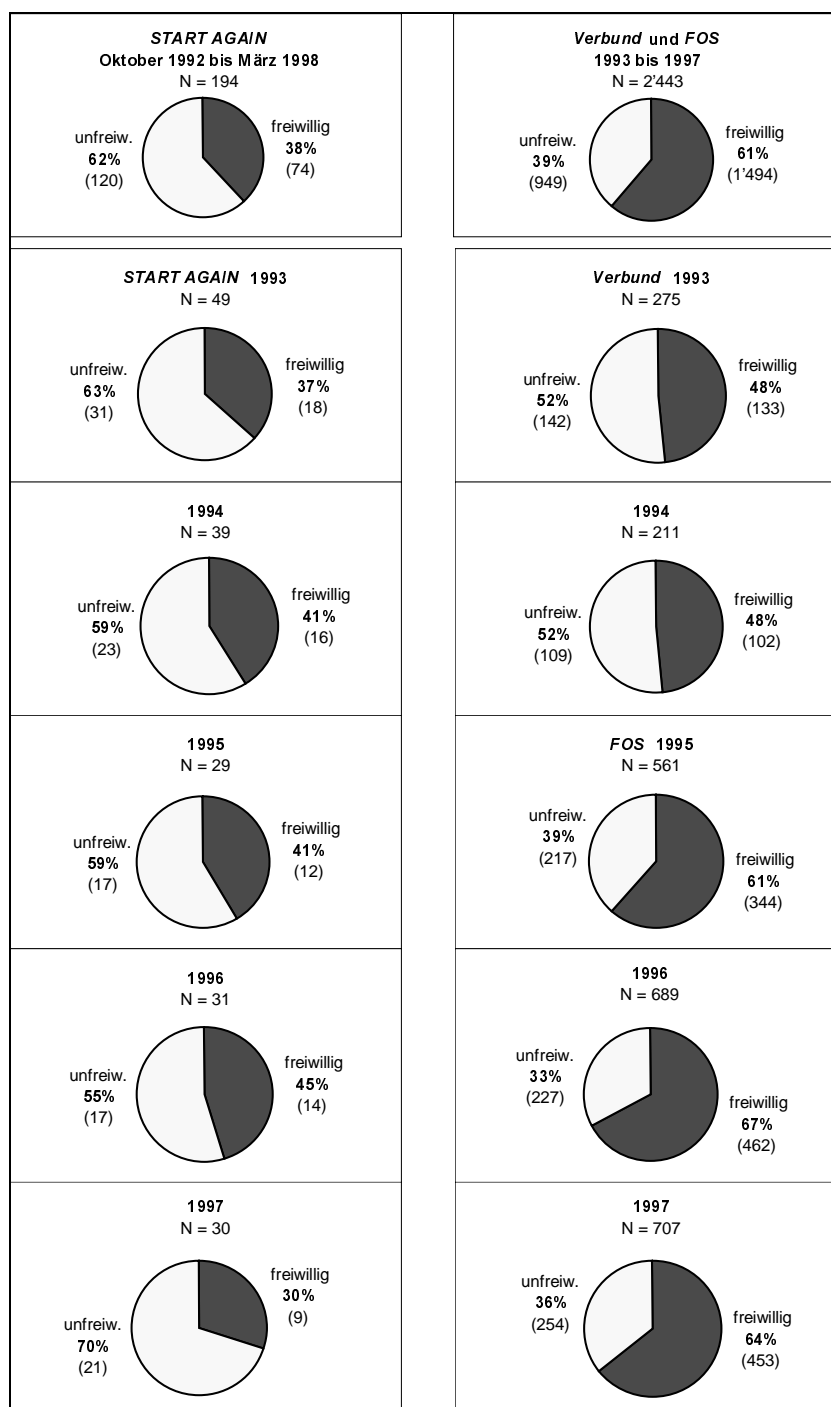 START AGAIN
Oktober 1992 bis März 1998
N = 194
unfreiw.
62%
(120)
freiwillig
38%
(74)
Verbund und FOS
1993 bis 1997
N = 2'443
unfreiw.
39%
(949)
freiwillig
61%
(1'494)
START AGAIN 1993
N = 49
unfreiw.
63%
(31)
freiwillig
37%
(18)
Verbund 1993
N = 275
unfreiw.
52%
(142)
freiwillig
48%
(133)
1994
N = 39
unfreiw.
59%
(23)
freiwillig
41%
(16)
1994
N = 211
unfreiw.
52%
(109)
freiwillig
48%
(102)
1995
N = 29
unfreiw.
59%
(17)
freiwillig
41%
(12)
FOS 1995
N = 561
unfreiw.
39%
(217)
freiwillig
61%
(344)
1996
N = 31
unfreiw.
55%
(17)
freiwillig
45%
(14)
1996
N = 689
unfreiw.
33%
(227)
freiwillig
67%
(462)
1997
N = 30
unfreiw.
70%
(21)
freiwillig
30%
(9)
1997
N = 707
unfreiw.
36%
(254)
freiwillig
64%
(453)